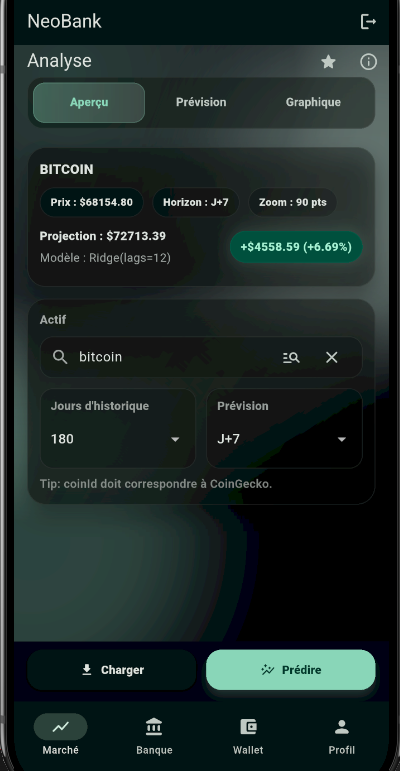 NeoBank
Analyse
Aperçu Prévision Graphique
BITCOIN
Prix : $68154.80 Horizon : J+7 Zoom : 90 pts
Projection : $72713.39
+$4558.59 (+6.69%)
Modèle : Ridge(lags=12)
Actif
bitcoin
Jours d'historique Prévision
180 J+7
Tip: coinId doit correspondre à CoinGecko.
Charger Prédire
Marché Banque Wallet Profil